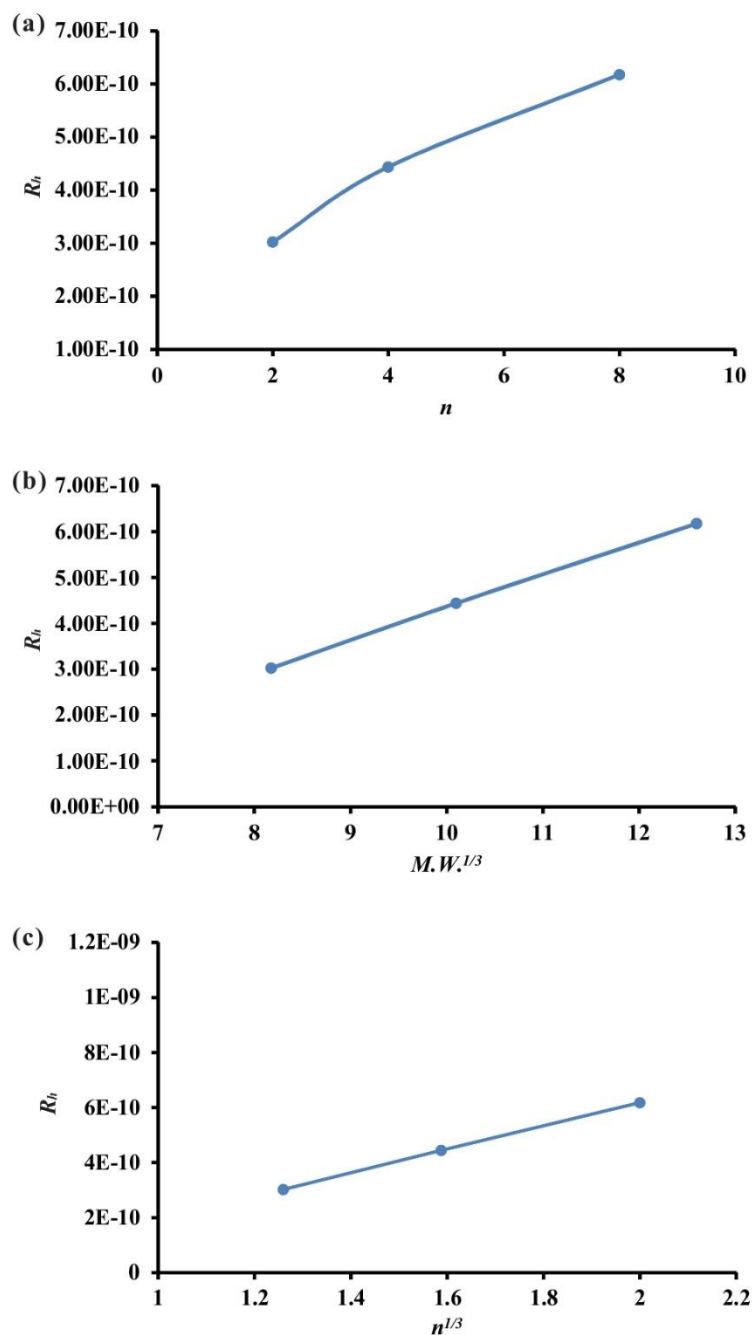 (a)
7.00E-10
6.00E-10
5.00E-10
4.00E-10
3.00E-10
2.00E-10
1.00E-10
Rh
0 2 4 6 8 10
n
(b)
7.00E-10
6.00E-10
5.00E-10
4.00E-10
3.00E-10
2.00E-10
1.00E-10
0.00E+00
Rh
7 8 9 10 11 12 13
M.W.1/3
(c)
1.2E-09
1E-09
8E-10
6E-10
4E-10
2E-10
0
Rh
1 1.2 1.4 1.6 1.8 2 2.2
n1/3